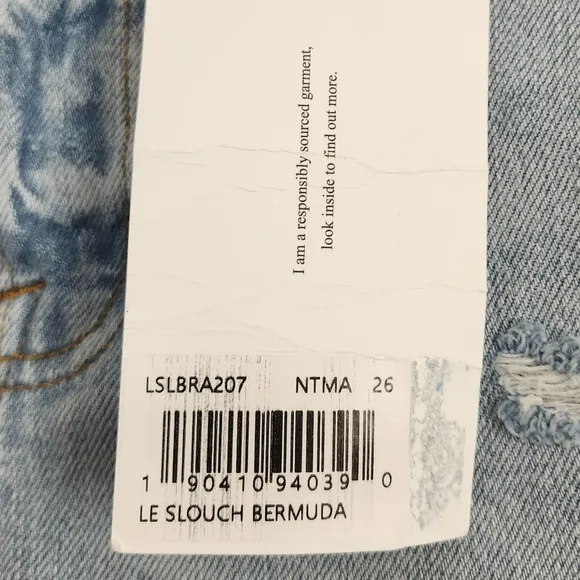 I am a responsibly sourced garment,
look inside to find out more.
LSLBRA207 NTMA 26
1 90410 94039 0
LE SLOUCH BERMUDA